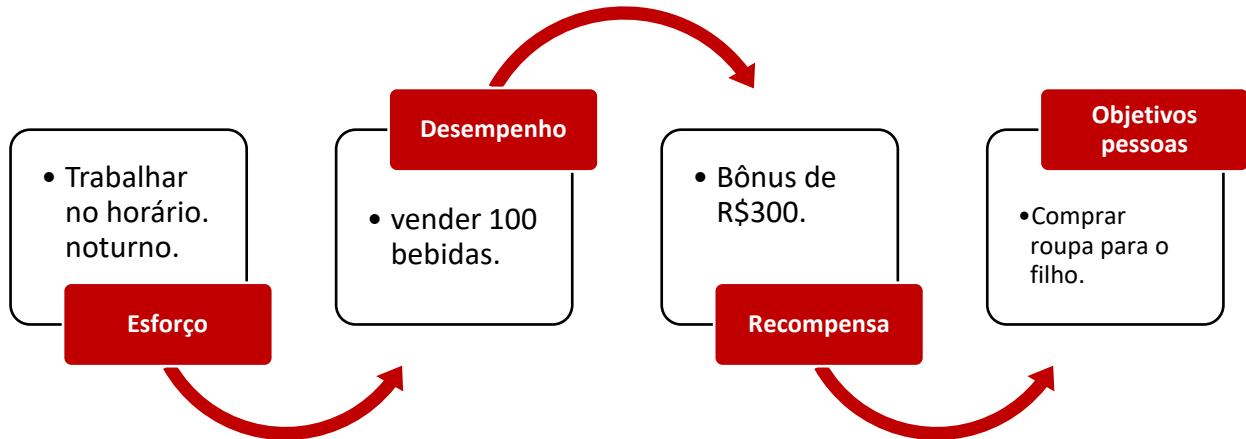 • Trabalhar
no horário.
noturno.
Esforço
Desempenho
• vender 100
bebidas.
• Bônus de
R$300.
Recompensa
Objetivos
pessoas
•Comprar
roupa para o
filho.